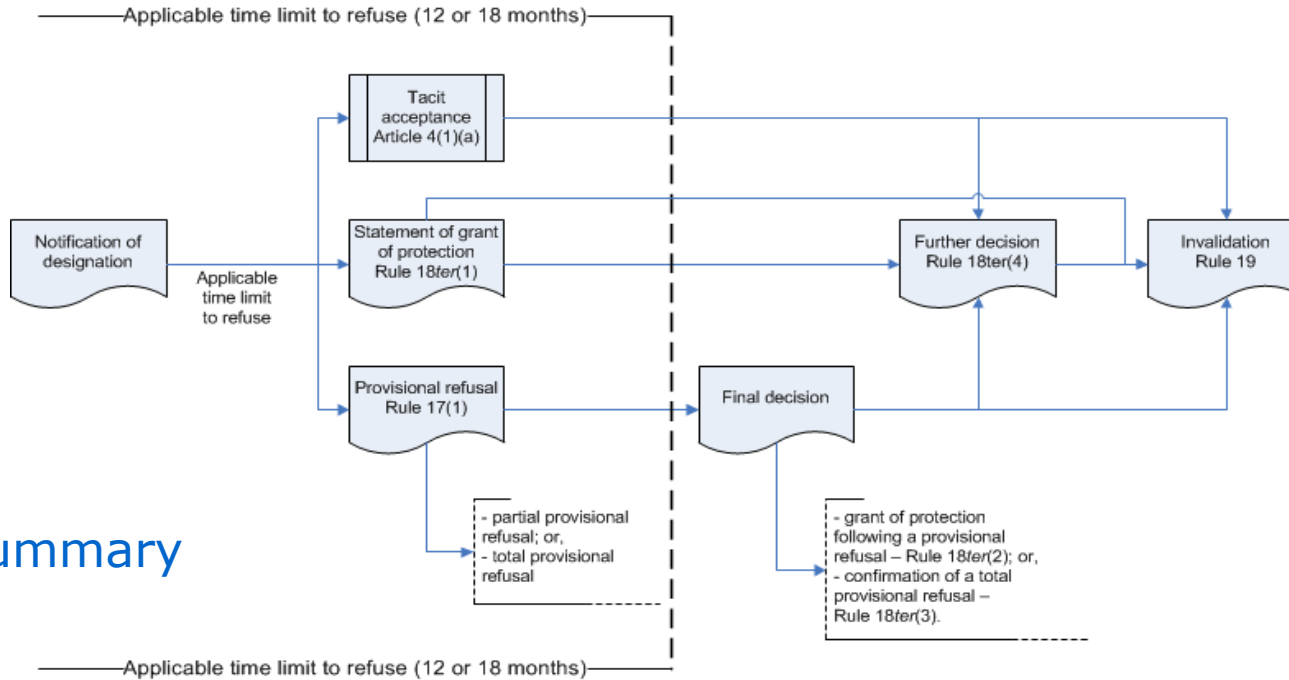 Applicable time limit to refuse (12 or 18 months)
Tacit
acceptance
Article 4(1)(a)
Notification of
designation
Applicable
time limit
to refuse
Statement of grant
of protection
Rule 18ter(1)
Further decision
Rule 18ter(4)
Invalidation
Rule 19
Provisional refusal
Rule 17(1)
Final decision
- partial provisional
refusal; or,
- total provisional
refusal
- grant of protection
following a provisional
refusal – Rule 18ter(2); or,
- confirmation of a total
provisional refusal –
Rule 18ter(3).
ummary
Applicable time limit to refuse (12 or 18 months)